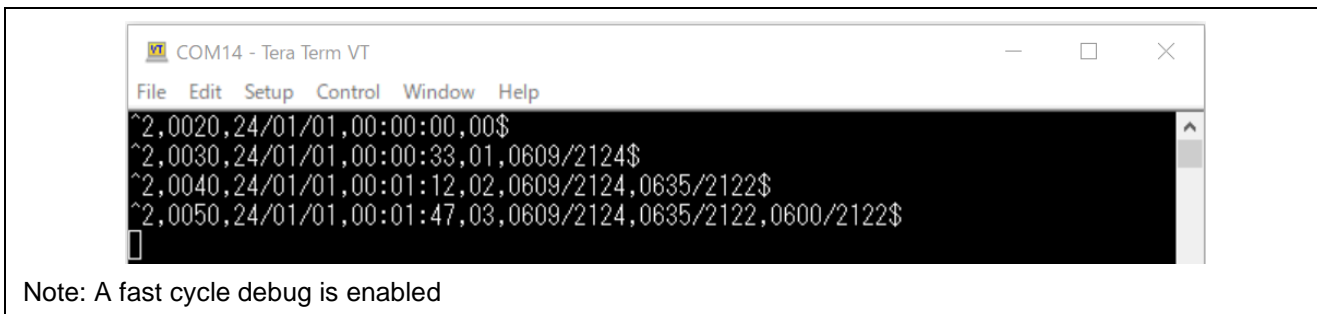 COM14 - Tera Term VT
File Edit Setup Control Window Help
^2,0020,24/01/01,00:00:00,00$
^2,0030,24/01/01,00:00:33,01,0609/2124$
^2,0040,24/01/01,00:01:12,02,0609/2124,0635/2122$
^2,0050,24/01/01,00:01:47,03,0609/2124,0635/2122,0600/2122$
Note: A fast cycle debug is enabled